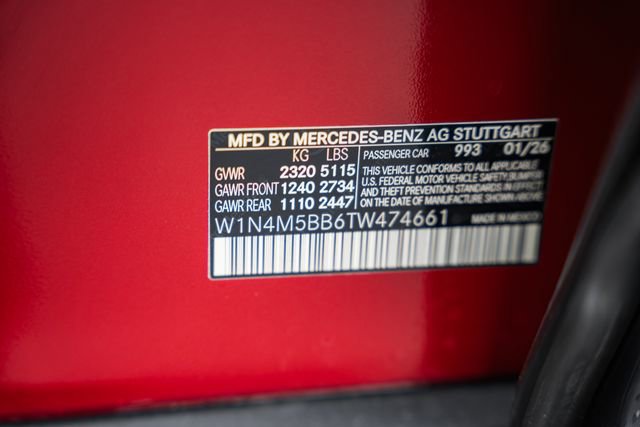 MFD BY MERCEDES-BENZ AG STUTTGART
KG LBS PASSENGER CAR 993 01/26
GWR 2320 5115 THIS VEHICLE CONFORMS TO ALL APPLICABLE
GAWR FRONT 1240 2734 U.S. FEDERAL MOTOR VEHICLE SAFETY, BUMPER,
GAWR REAR 1110 2447 AND THEFT PREVENTION STANDARDS IN EFFECT
ON THE DATE OF MANUFACTURE SHOWN ABOVE
W1N4M5BB6TW474661 MADE IN MEXICO